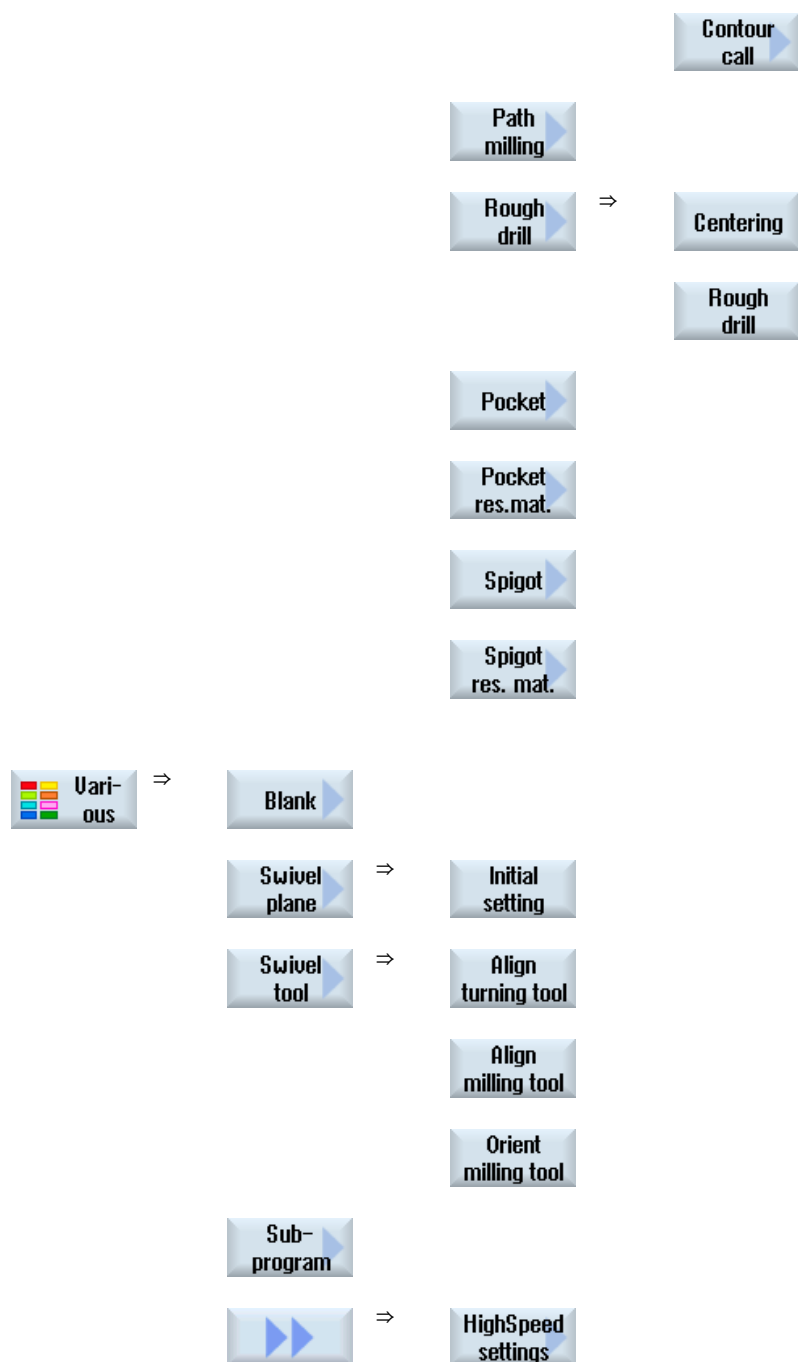 Contour
call
Path
milling
Rough
drill
⇒
Centering
Rough
drill
Pocket
Pocket
res.mat.
Spigot
Spigot
res. mat.
Vari-
ous
⇒
Blank
Swivel
plane
⇒
Initial
setting
Swivel
tool
⇒
Align
turning tool
Align
milling tool
Orient
milling tool
Sub-
program
⇒
HighSpeed
settings